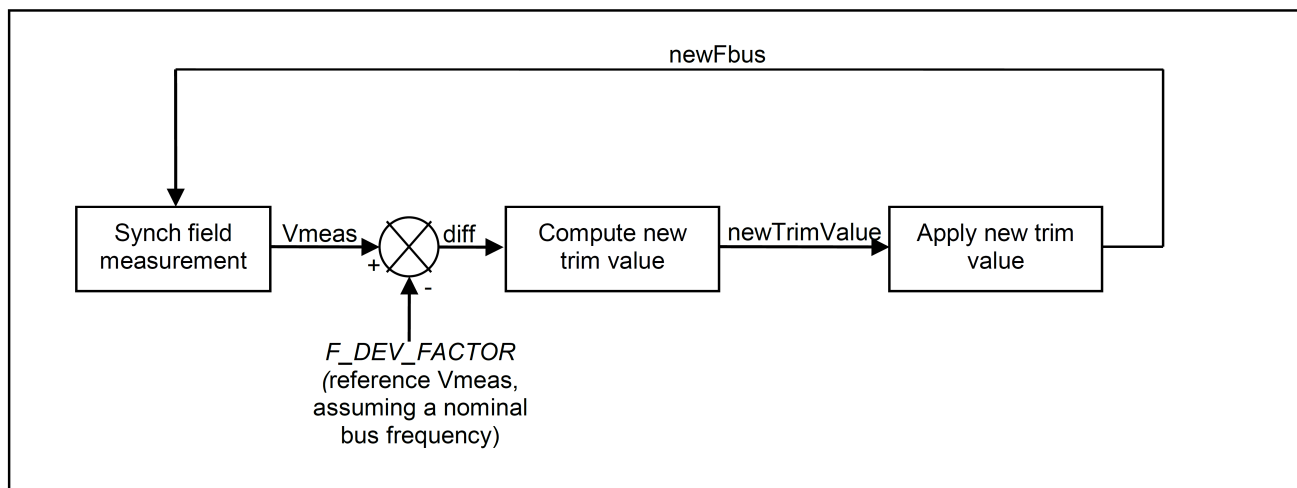 newFbus
Synch field
measurement
Vmeas
+
-
diff
Compute new
trim value
newTrimValue
Apply new trim
value
F_DEV_FACTOR
(reference Vmeas,
assuming a nominal
bus frequency)